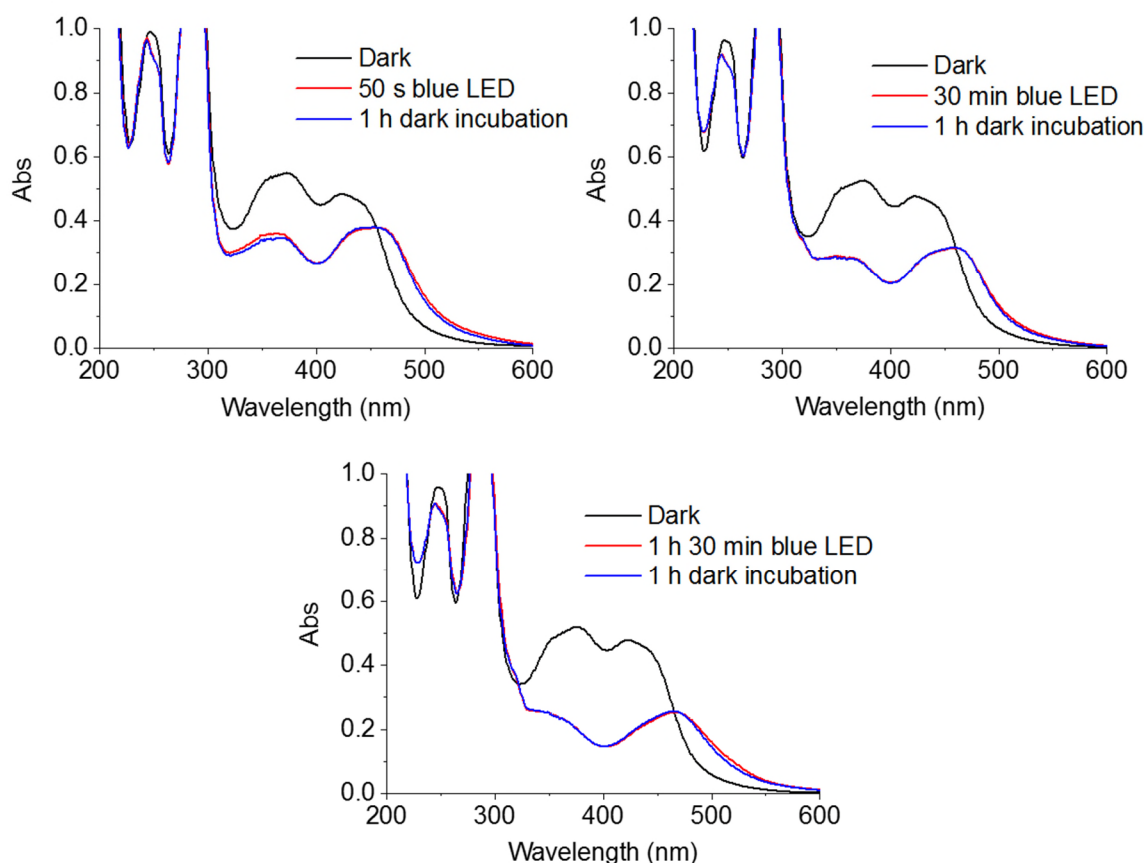 1.0
0.8
0.6
0.4
0.2
0.0
Abs
200 300 400 500 600
Wavelength (nm)
Dark
50 s blue LED
1 h dark incubation
1.0
0.8
0.6
0.4
0.2
0.0
Abs
200 300 400 500 600
Wavelength (nm)
Dark
30 min blue LED
1 h dark incubation
1.0
0.8
0.6
0.4
0.2
0.0
Abs
200 300 400 500 600
Wavelength (nm)
Dark
1 h 30 min blue LED
1 h dark incubation